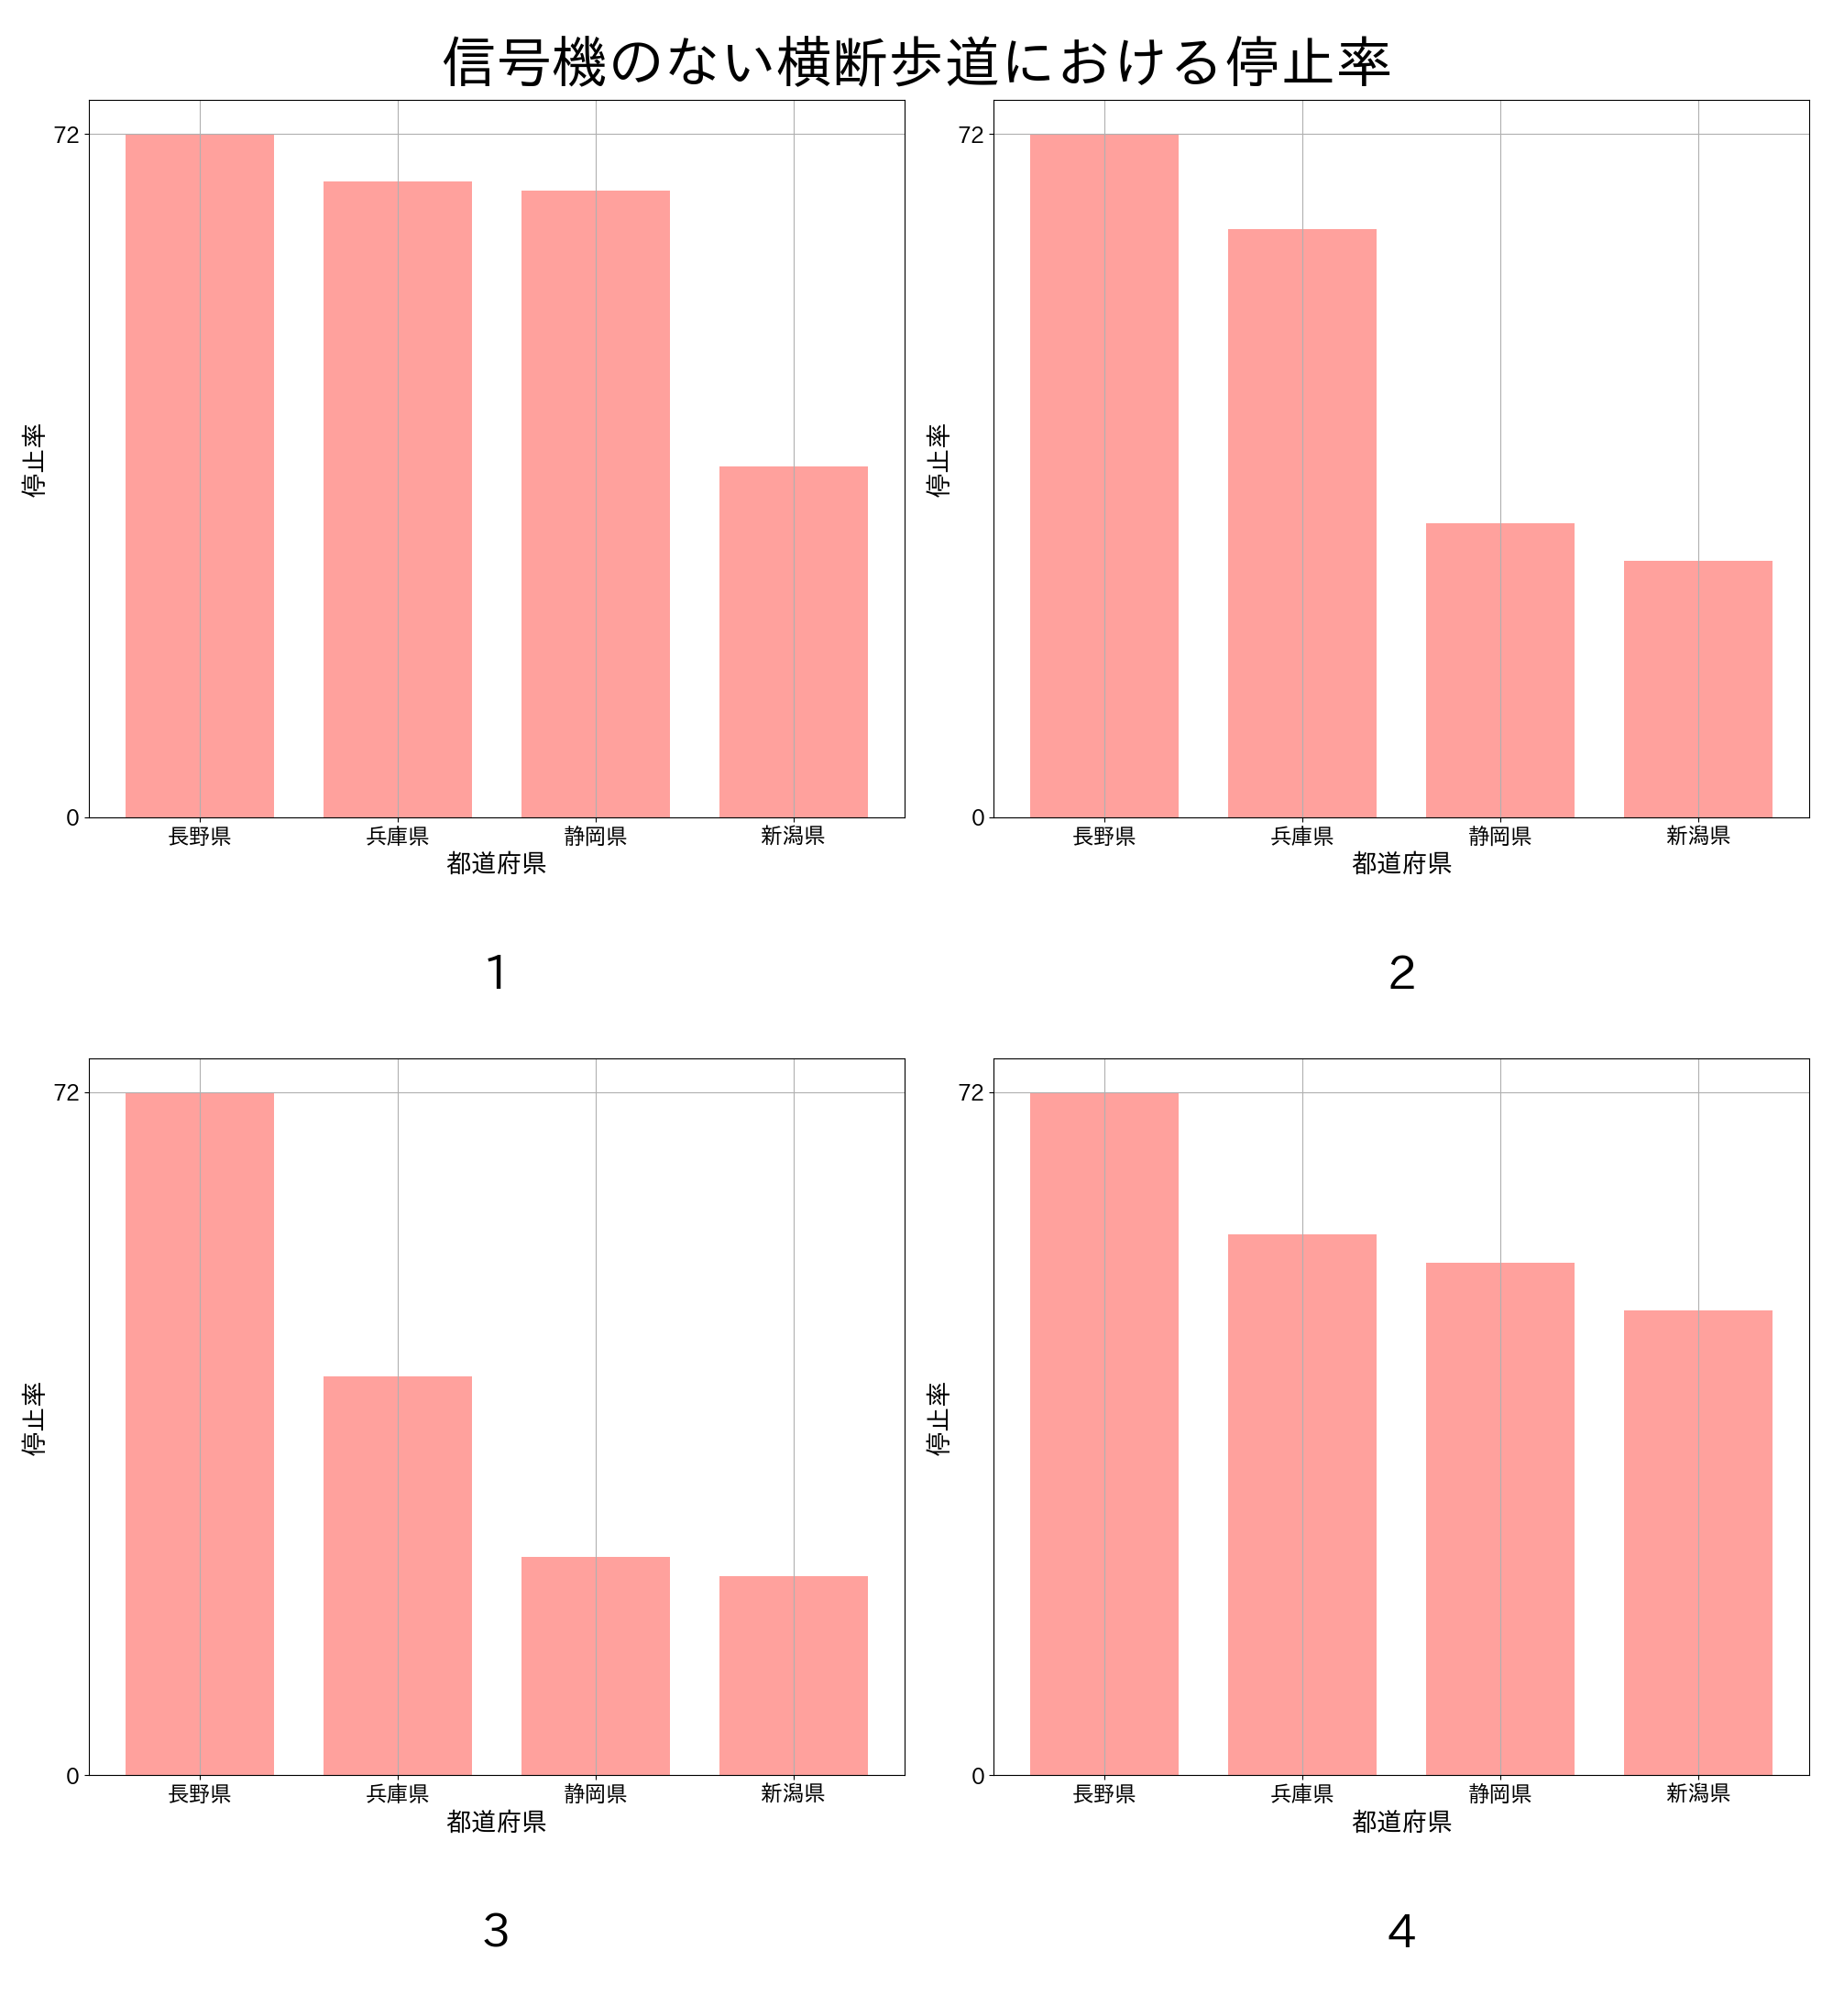 信号機のない横断歩道における停止率
72
0
停止率
長野県 兵庫県 静岡県 新潟県
都道府県
1
72
0
停止率
長野県 兵庫県 静岡県 新潟県
都道府県
2
72
0
停止率
長野県 兵庫県 静岡県 新潟県
都道府県
3
72
0
停止率
長野県 兵庫県 静岡県 新潟県
都道府県
4